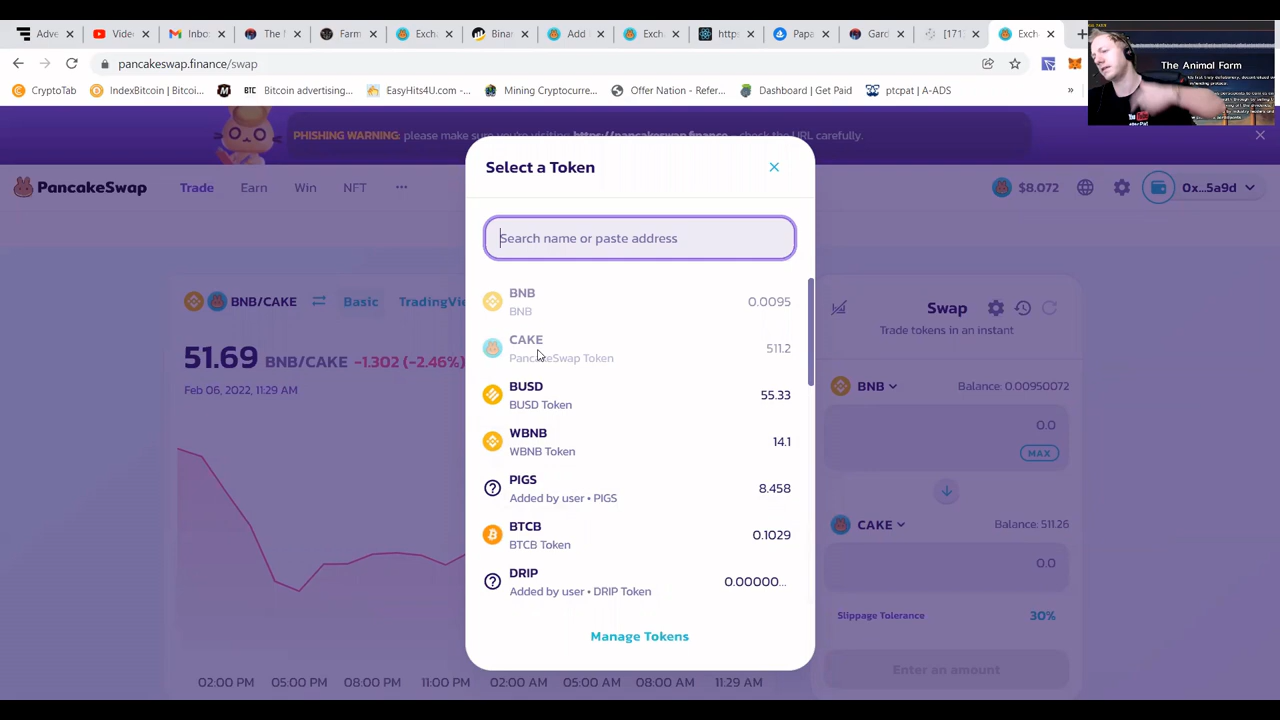 Adve
Vide
Inbo
The
Farm
Exch
Binar
Add
Exch
https
Papa
Gard
[171
Exch
pancakeswap.finance/swap
CryptoTab
IndexBitcoin | Bitcoi...
BTC Bitcoin advertising...
EasyHits4U.com -...
Mining Cryptocurre...
Offer Nation - Refer...
Dashboard | Get Paid
ptcpat | A-ADS
»
The Animal Farm
PHISHING WARNING: please make sure you're visiting https://pancakeswap.finance - check the URL carefully.
PancakeSwap
Trade
Earn
Win
NFT
...
$8.072
0x...5a9d
Select a Token
Search name or paste address
BNB
BNB
0.0095
CAKE
PancakeSwap Token
511.2
BUSD
BUSD Token
55.33
WBNB
WBNB Token
14.1
PIGS
Added by user • PIGS
8.458
BTCB
BTCB Token
0.1029
DRIP
Added by user • DRIP Token
0.00000...
Manage Tokens
BNB/CAKE
Basic
TradingVie
51.69 BNB/CAKE -1.302 (-2.46%)
Feb 06, 2022, 11:29 AM
02:00 PM
05:00 PM
08:00 PM
11:00 PM
02:00 AM
05:00 AM
08:00 AM
11:29 AM
Swap
Trade tokens in an instant
BNB
Balance: 0.00950072
0.0
MAX
CAKE
Balance: 511.26
0.0
Slippage Tolerance
30%
Enter an amount